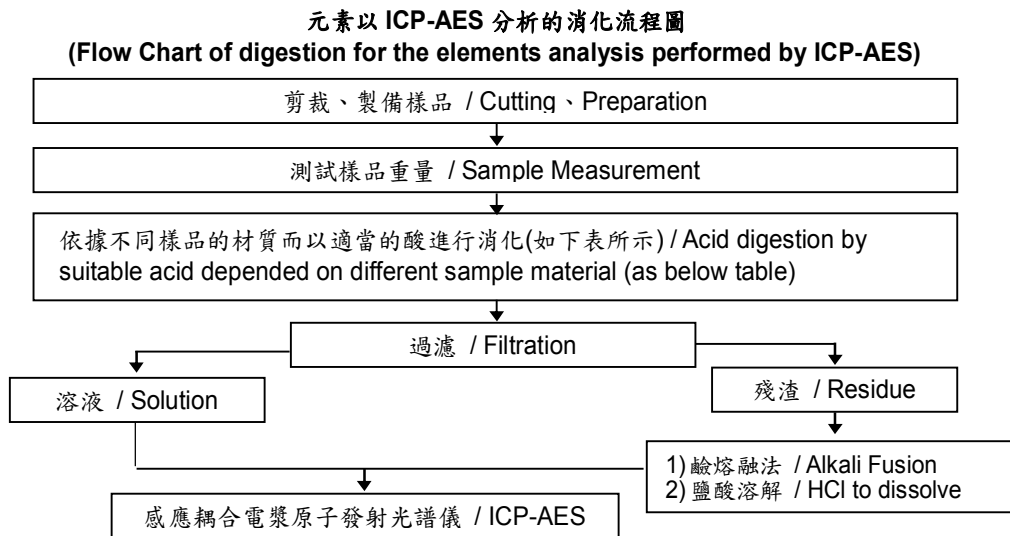 元素以 ICP-AES 分析的消化流程圖
(Flow Chart of digestion for the elements analysis performed by ICP-AES)
剪裁、製備樣品 / Cutting、Preparation
測試樣品重量 / Sample Measurement
依據不同樣品的材質而以適當的酸進行消化(如下表所示) / Acid digestion by
suitable acid depended on different sample material (as below table)
過濾 / Filtration
溶液 / Solution
殘渣 / Residue
1) 鹼熔融法 / Alkali Fusion
2) 鹽酸溶解 / HCl to dissolve
感應耦合電漿原子發射光譜儀 / ICP-AES